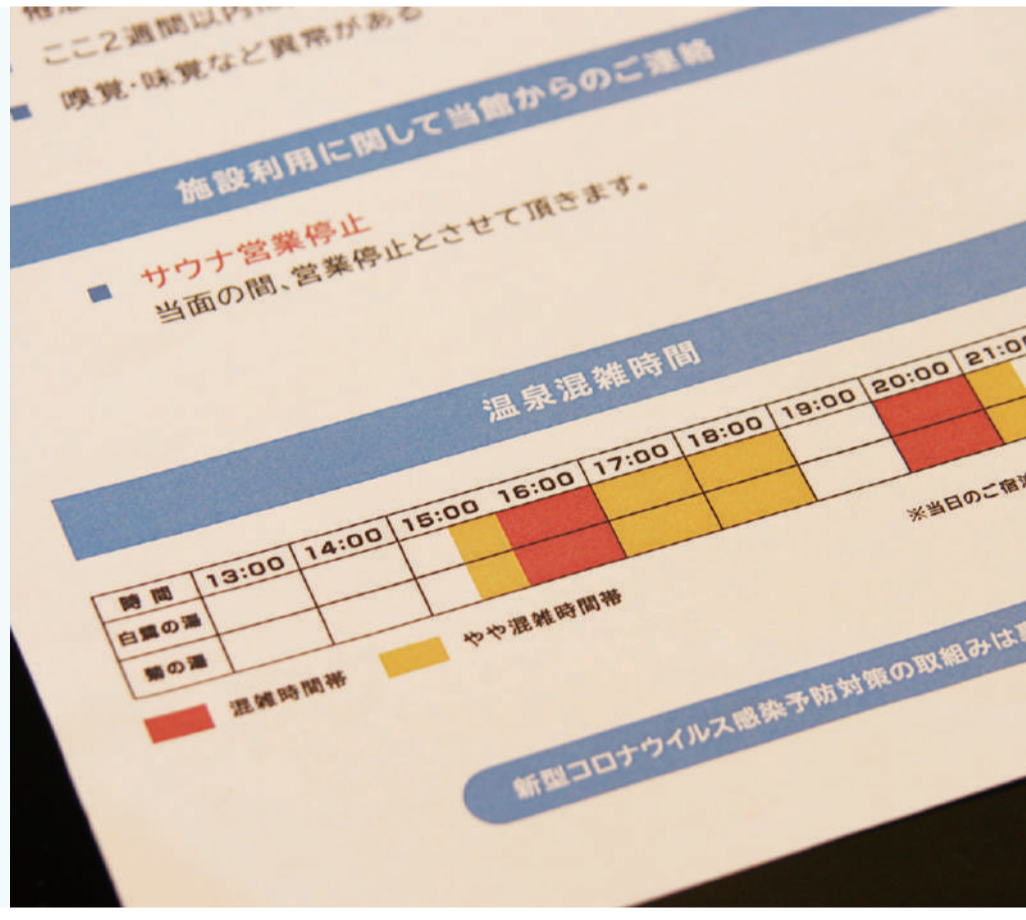 ここ2週間以内に
嗅覚・味覚など異常がある
施設利用に関して当館からのご連絡
サウナ営業停止
当面の間、営業停止とさせて頂きます。
温泉混雑時間
時間 13:00 14:00 15:00 16:00 17:00 18:00 19:00 20:00 21:00
白鷺の湯
菊の湯
混雑時間帯 やや混雑時間帯
※当日のご宿泊
新型コロナウイルス感染予防対策の取組みは